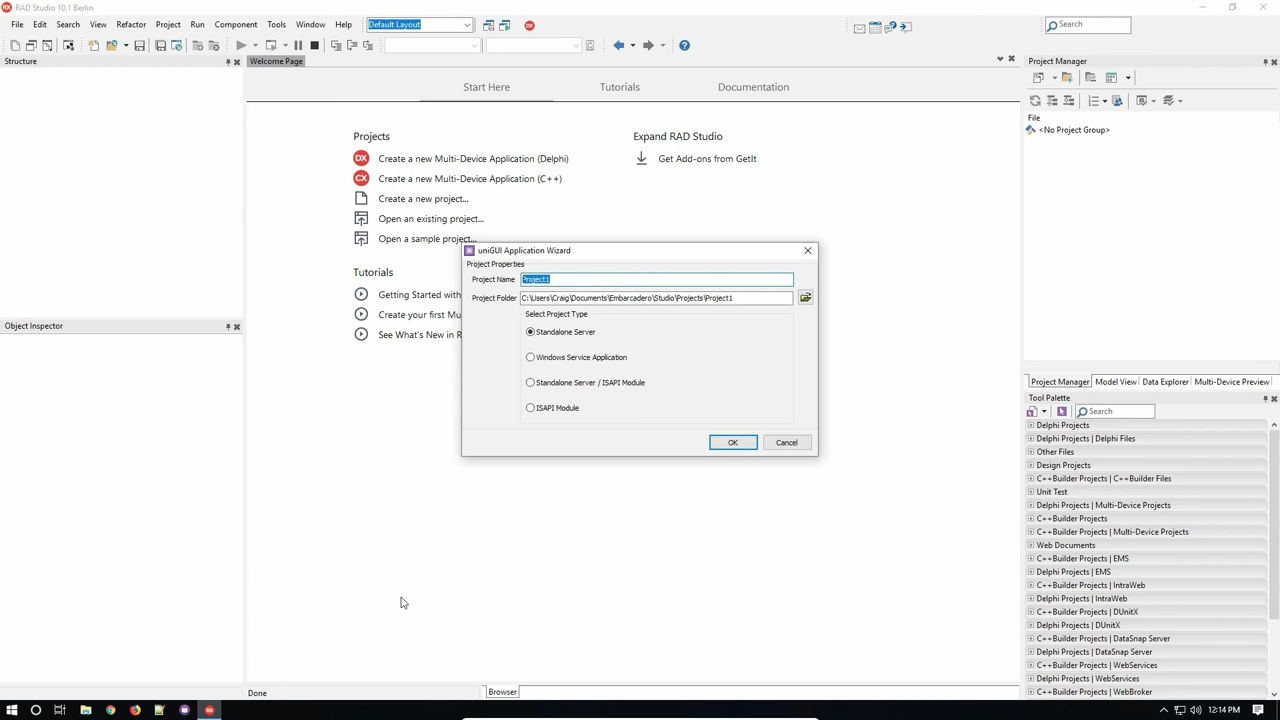 RAD Studio 10.1 Berlin
File Edit Search View Refactor Project Run Component Tools Window Help
Default Layout
Search
Structure
Welcome Page
Project Manager
Start Here
Tutorials
Documentation
File
<No Project Group>
Projects
Create a new Multi-Device Application (Delphi)
Create a new Multi-Device Application (C++)
Create a new project...
Open an existing project...
Open a sample project...
Expand RAD Studio
Get Add-ons from GetIt
Tutorials
Getting Started with
Create your first Mu
See What's New in R
uniGUI Application Wizard
Project Properties
Project Name
Project1
Project Folder
C:\Users\Craig\Documents\Embarcadero\Studio\Projects\Project1
Select Project Type
Standalone Server
Windows Service Application
Standalone Server / ISAPI Module
ISAPI Module
OK
Cancel
Object Inspector
Project Manager
Model View
Data Explorer
Multi-Device Preview
Tool Palette
Search
Delphi Projects
Delphi Projects | Delphi Files
Other Files
Design Projects
C++Builder Projects | C++Builder Files
Unit Test
Delphi Projects | Multi-Device Projects
C++Builder Projects
C++Builder Projects | Multi-Device Projects
Web Documents
C++Builder Projects | EMS
Delphi Projects | EMS
C++Builder Projects | IntraWeb
Delphi Projects | IntraWeb
C++Builder Projects | DUnitX
Delphi Projects | DUnitX
C++Builder Projects | DataSnap Server
Delphi Projects | DataSnap Server
C++Builder Projects | WebServices
Delphi Projects | WebServices
C++Builder Projects | WebBroker
Done
Browser
12:14 PM